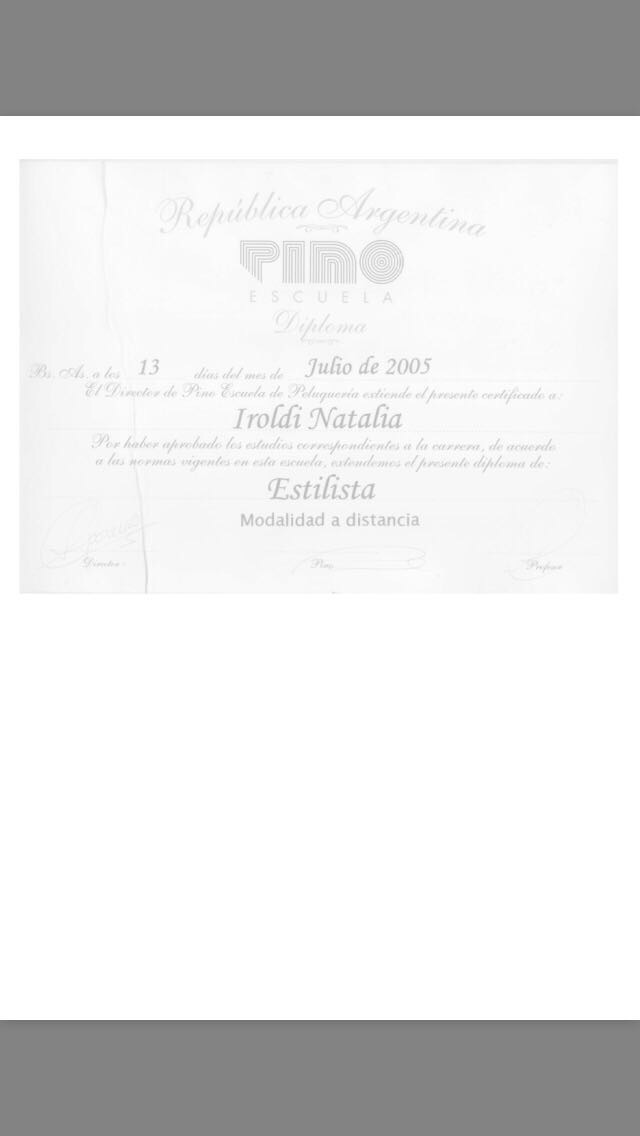 República Argentina
PINO
ESCUELA
Diploma
Bs. As. a los 13 días del mes de Julio de 2005
El Director de Pino Escuela de Peluquería extiende el presente certificado a:
Iroldi Natalia
Por haber aprobado los estudios correspondientes a la carrera, de acuerdo
a las normas vigentes en esta escuela, extendemos el presente diploma de:
Estilista
Modalidad a distancia
Director Pino Profesor